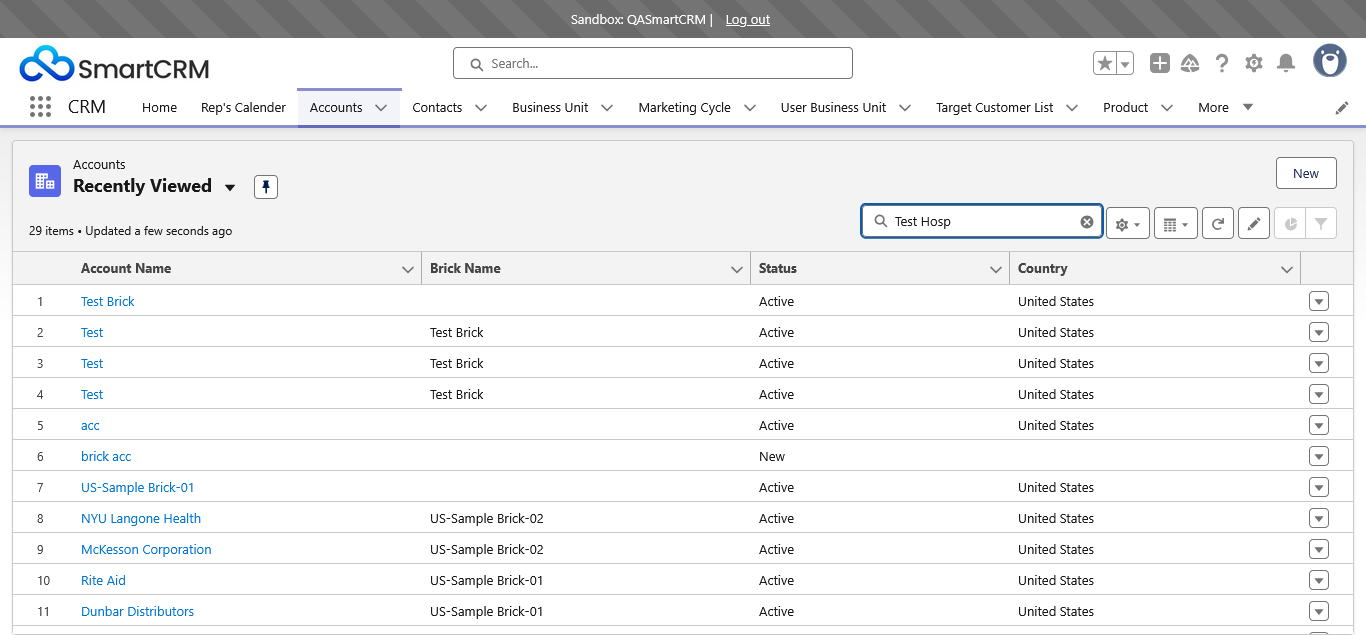 Sandbox: QASmartCRM | Log out
SmartCRM
Search...
CRM Home Rep's Calender Accounts Contacts Business Unit Marketing Cycle User Business Unit Target Customer List Product More
Accounts
Recently Viewed
New
29 items • Updated a few seconds ago
Test Hosp
Account Name Brick Name Status Country
1 Test Brick Active United States
2 Test Test Brick Active United States
3 Test Test Brick Active United States
4 Test Test Brick Active United States
5 acc Active United States
6 brick acc New
7 US-Sample Brick-01 Active United States
8 NYU Langone Health US-Sample Brick-02 Active United States
9 McKesson Corporation US-Sample Brick-02 Active United States
10 Rite Aid US-Sample Brick-01 Active United States
11 Dunbar Distributors US-Sample Brick-01 Active United States